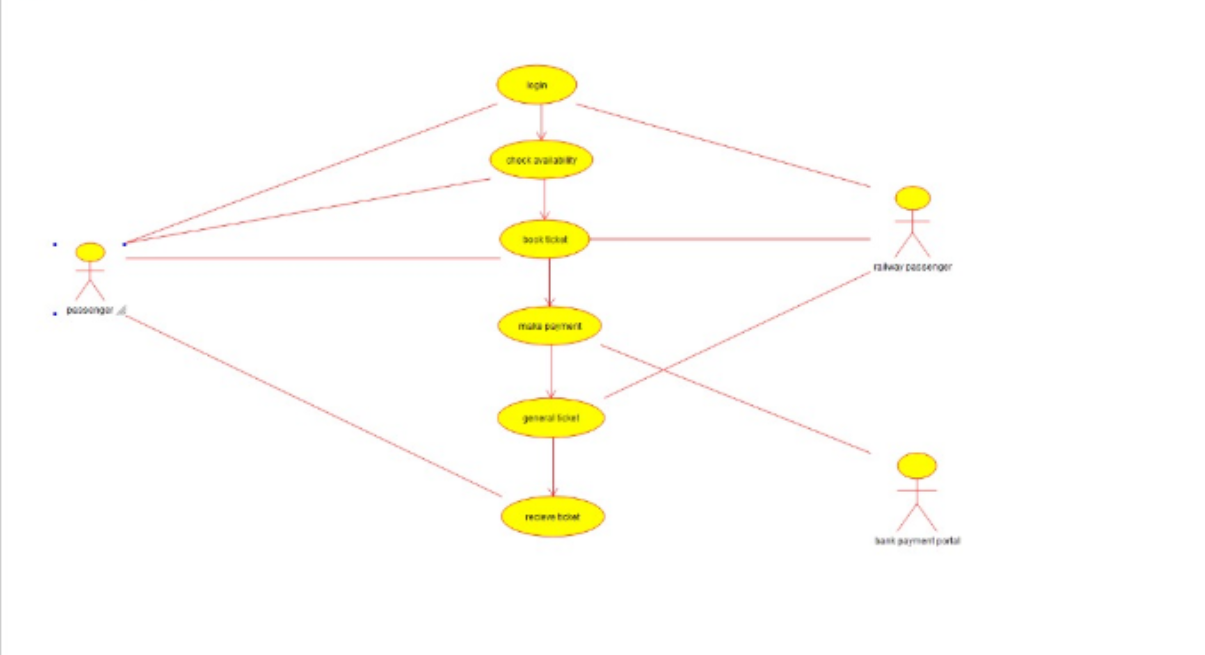 login
check availability
book ticket
railway passenger
passenger
make payment
general ticket
recieve ticket
bank payment portal